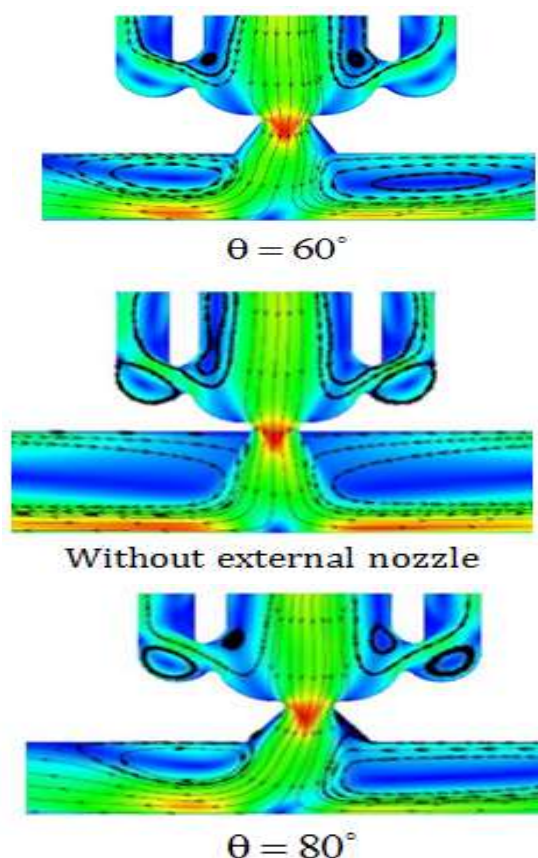 θ = 60°
Without external nozzle
θ = 80°